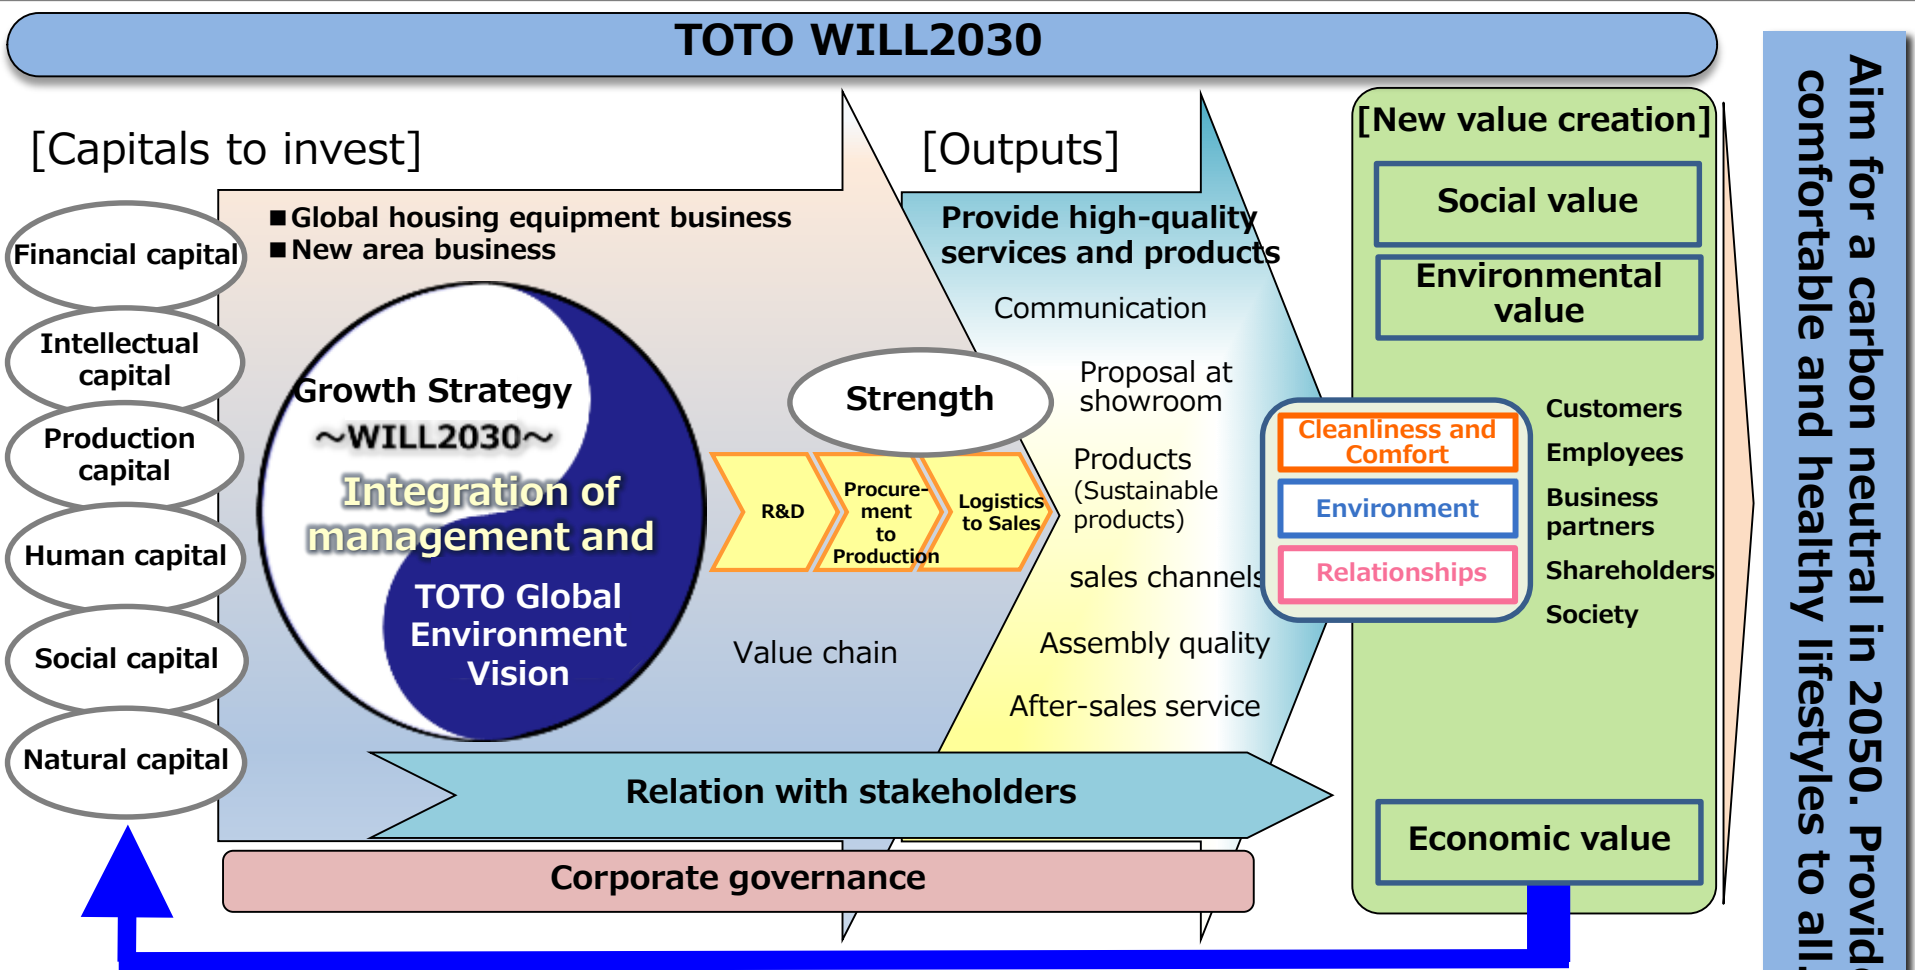 TOTO WILL2030
[Capitals to invest]
Financial capital
Intellectual
capital
Production
capital
Human capital
Social capital
Natural capital
■Global housing equipment business
■New area business
Growth Strategy
～WILL2030～
Integration of
management and
TOTO Global
Environment
Vision
Strength
R&D
Procure-
ment
to
Production
Logistics
to Sales
Value chain
[Outputs]
Provide high-quality
services and products
Communication
Proposal at
showroom
Products
(Sustainable
products)
sales channels
Assembly quality
After-sales service
Relation with stakeholders
Corporate governance
[New value creation]
Social value
Environmental
value
Cleanliness and
Comfort
Environment
Relationships
Customers
Employees
Business
partners
Shareholders
Society
Economic value
Aim for a carbon neutral in 2050. Provide
comfortable and healthy lifestyles to all.